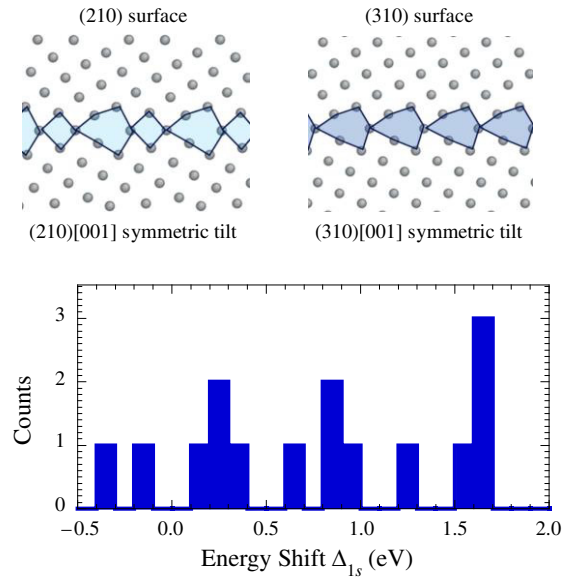 (210) surface (310) surface
(210)[001] symmetric tilt (310)[001] symmetric tilt
3
2
1
0
Counts
−0.5 0.0 0.5 1.0 1.5 2.0
Energy Shift Δ1s (eV)